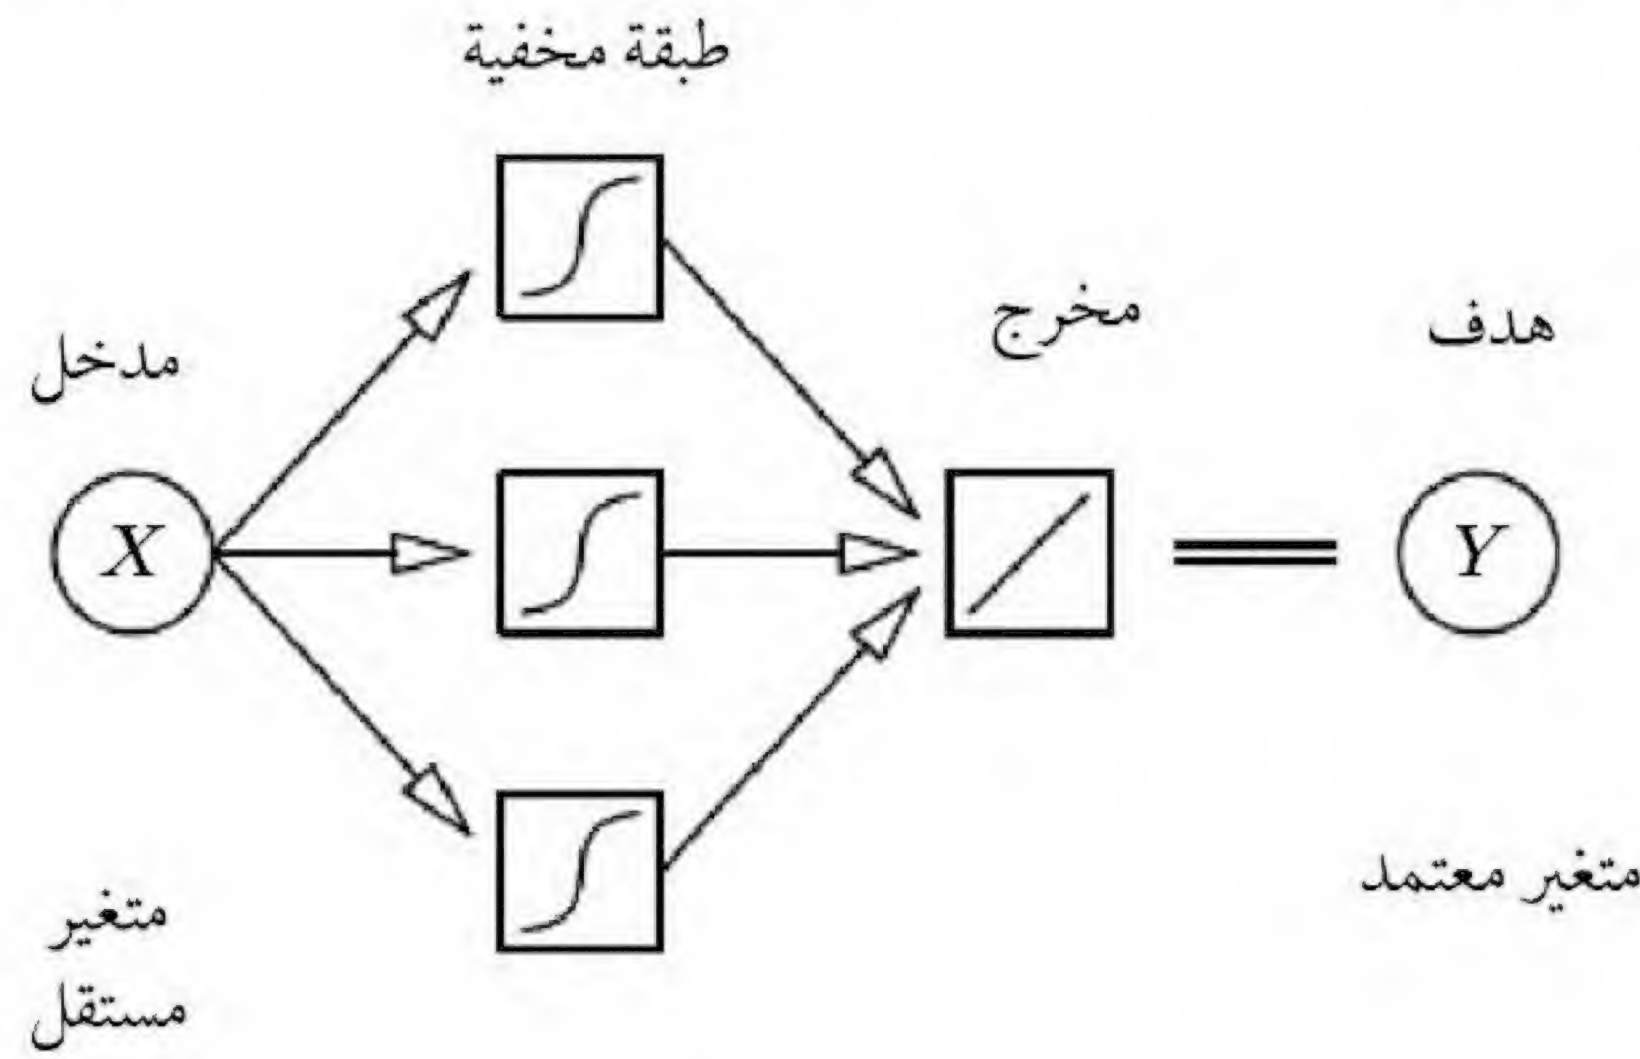 طبقة مخفية
مدخل
مخرج
هدف
X
Y
متغير
مستقل
متغير معتمد